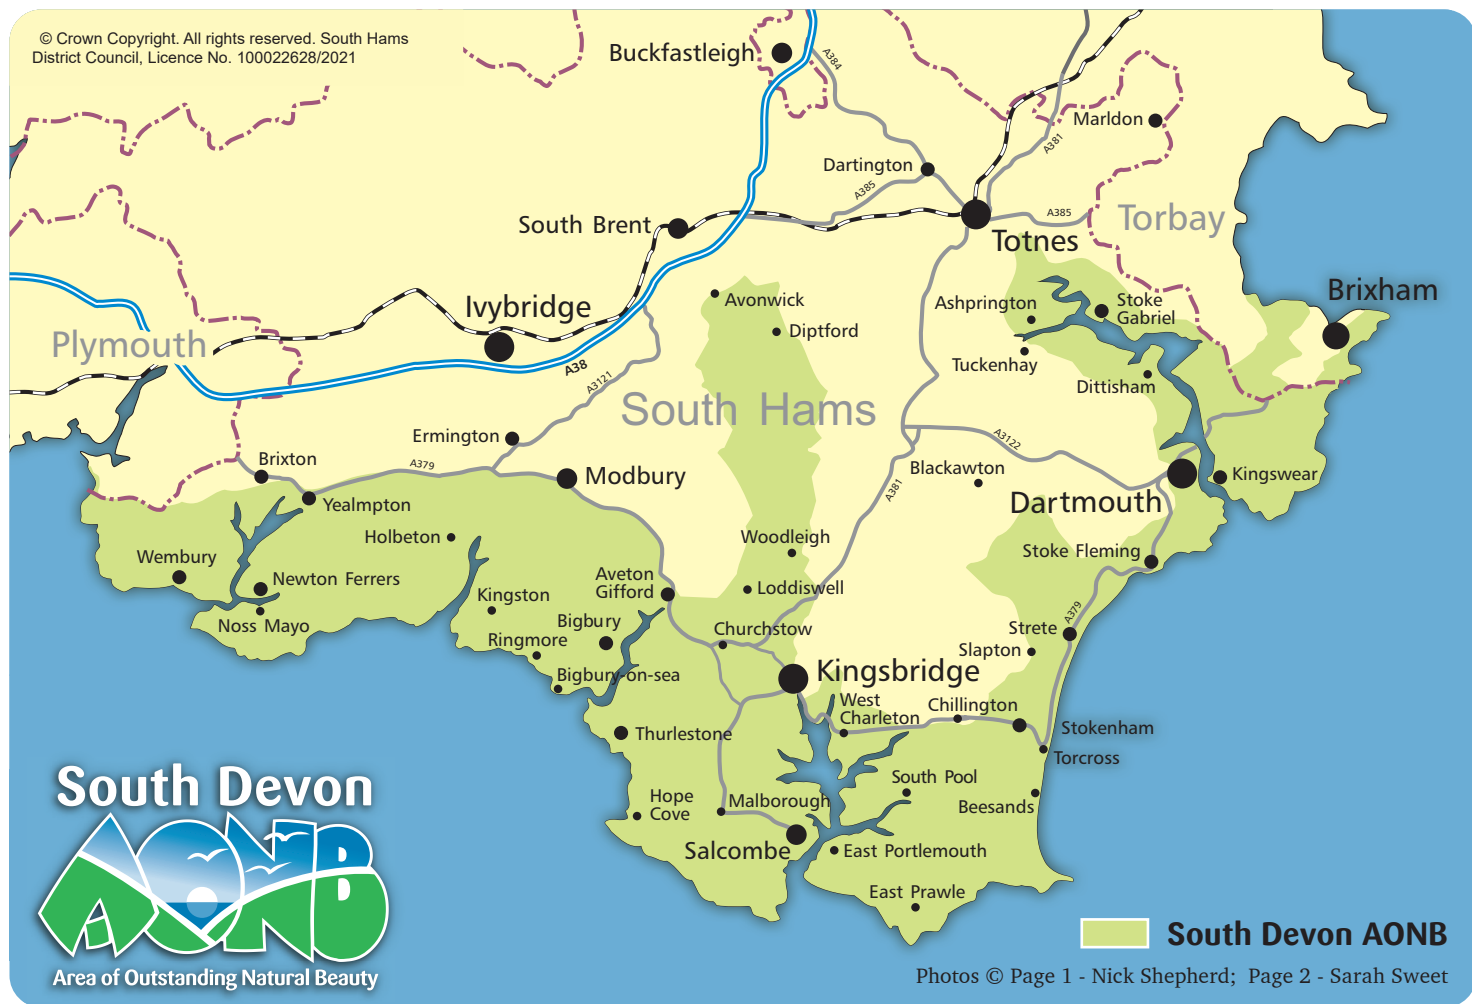 © Crown Copyright. All rights reserved. South Hams
District Council, Licence No. 100022628/2021
Buckfastleigh
A384
Marldon
A381
Dartington
A385
South Brent
A385
Torbay
Totnes
Avonwick
Ashprington
Stoke
Gabriel
Brixham
Ivybridge
Diptford
Plymouth
Tuckenhay
A38
A3121
Dittisham
South Hams
Ermington
A3122
Brixton
A379
Modbury
Blackawton
Kingswear
A381
Dartmouth
Yealmpton
Holbeton
Woodleigh
Stoke Fleming
Wembury
Newton Ferrers
Aveton
Gifford
Loddiswell
Kingston
A379
Noss Mayo
Bigbury
Churchstow
Strete
Ringmore
Slapton
Bigbury-on-sea
Kingsbridge
West
Charleton
Chillington
Thurlestone
Stokenham
Torcross
South Pool
Hope
Cove
Malborough
Beesands
Salcombe
East Portlemouth
East Prawle
South Devon
AONB
Area of Outstanding Natural Beauty
South Devon AONB
Photos © Page 1 - Nick Shepherd;  Page 2 - Sarah Sweet